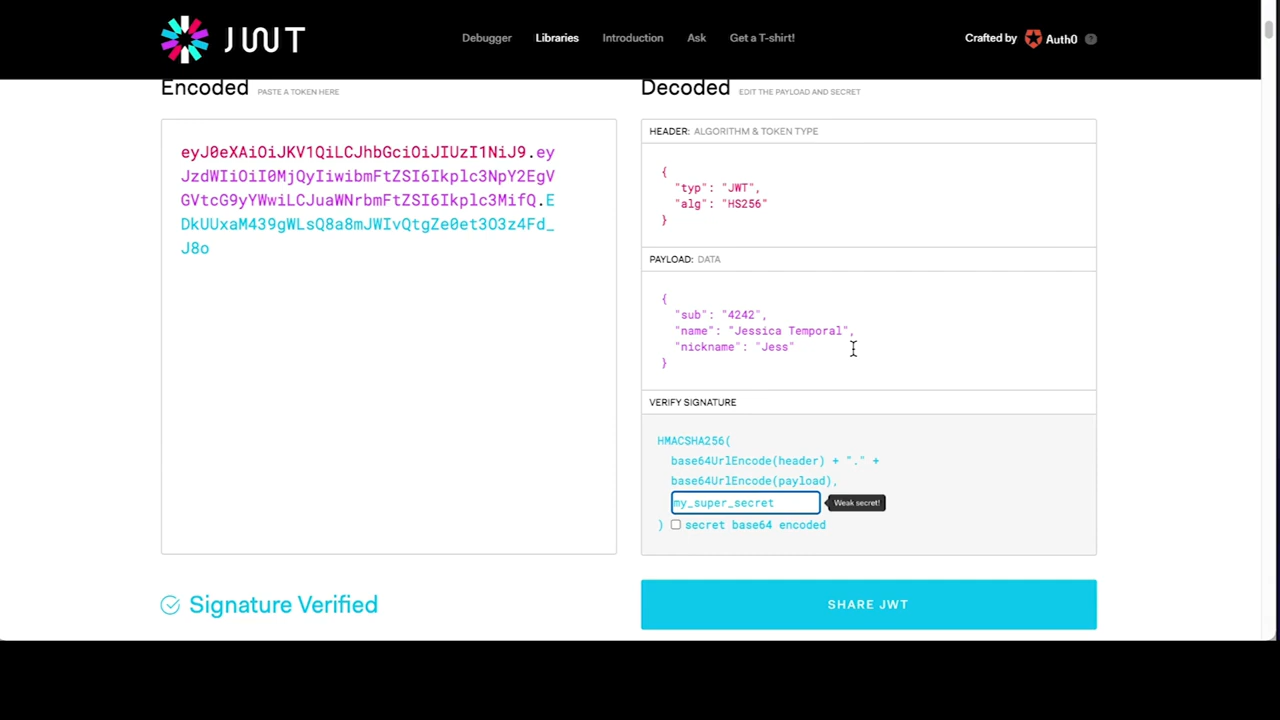 JWT
Debugger
Libraries
Introduction
Ask
Get a T-shirt!
Crafted by Auth0 ?
Encoded PASTE A TOKEN HERE
eyJ0eXAiOiJKV1QiLCJhbGciOiJIUzI1NiJ9.ey
JzdWIiOiI0MjQyIiwibmFtZSI6Ikplc3NpY2EgV
GVtcG9yYWwiLCJuaWNrbmFtZSI6Ikplc3MifQ.E
DkUUxaM439gWLsQ8a8mJWIvQtgZe0et3O3z4Fd_
J8o
Signature Verified
Decoded EDIT THE PAYLOAD AND SECRET
HEADER: ALGORITHM & TOKEN TYPE
{
"typ": "JWT",
"alg": "HS256"
}
PAYLOAD: DATA
{
"sub": "4242",
"name": "Jessica Temporal",
"nickname": "Jess"
}
VERIFY SIGNATURE
HMACSHA256(
base64UrlEncode(header) + "." +
base64UrlEncode(payload),
my_super_secret Weak secret!
) secret base64 encoded
SHARE JWT